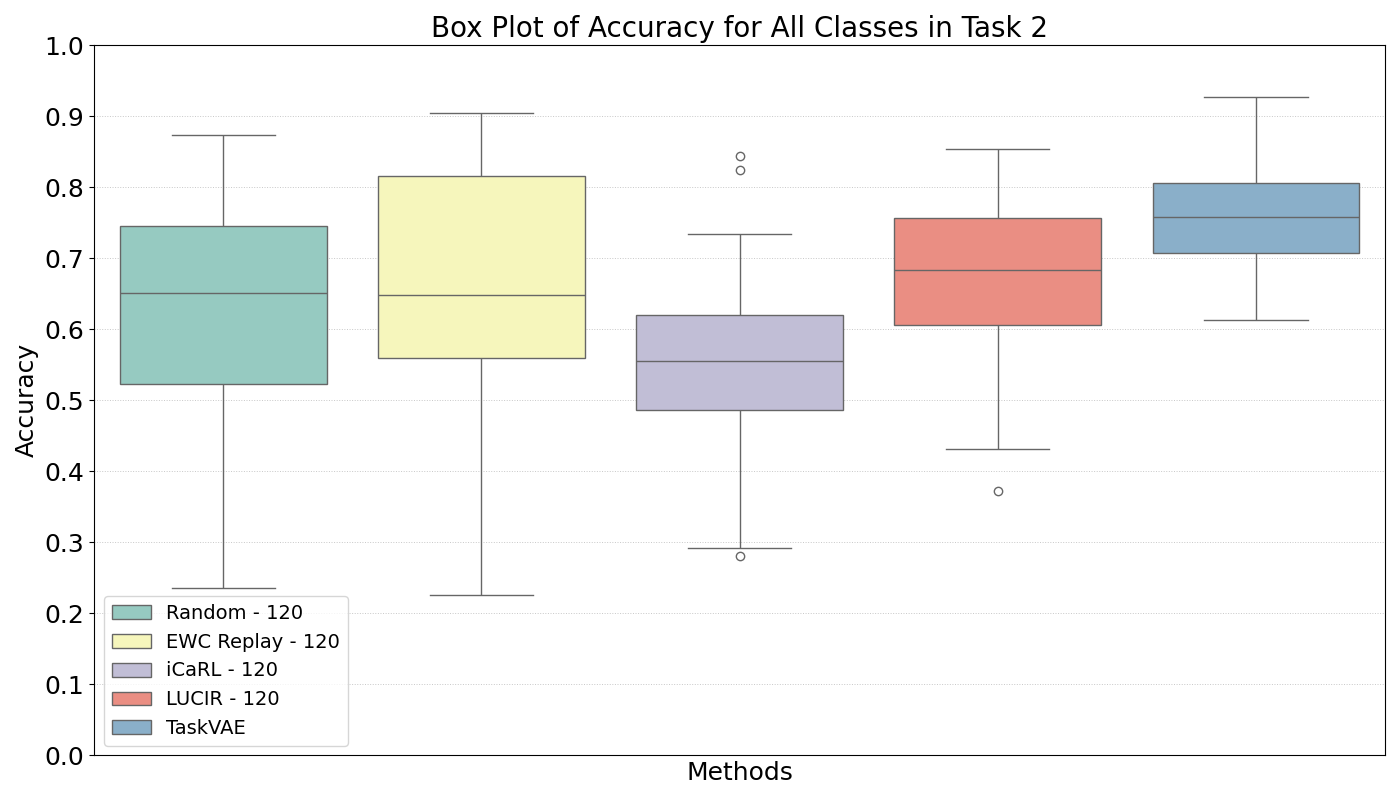 Box Plot of Accuracy for All Classes in Task 2
Accuracy
1.0
0.9
0.8
0.7
0.6
0.5
0.4
0.3
0.2
0.1
0.0
Random - 120
EWC Replay - 120
iCaRL - 120
LUCIR - 120
TaskVAE
Methods